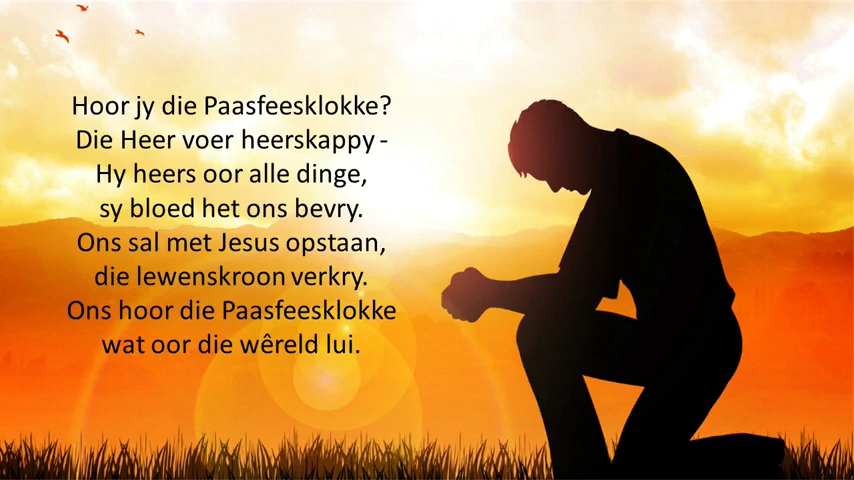 Hoor jy die Paasfeesklokke?
Die Heer voer heerskappy -
Hy heers oor alle dinge,
sy bloed het ons bevry.
Ons sal met Jesus opstaan,
die lewenskroon verkry.
Ons hoor die Paasfeesklokke
wat oor die wêreld lui.